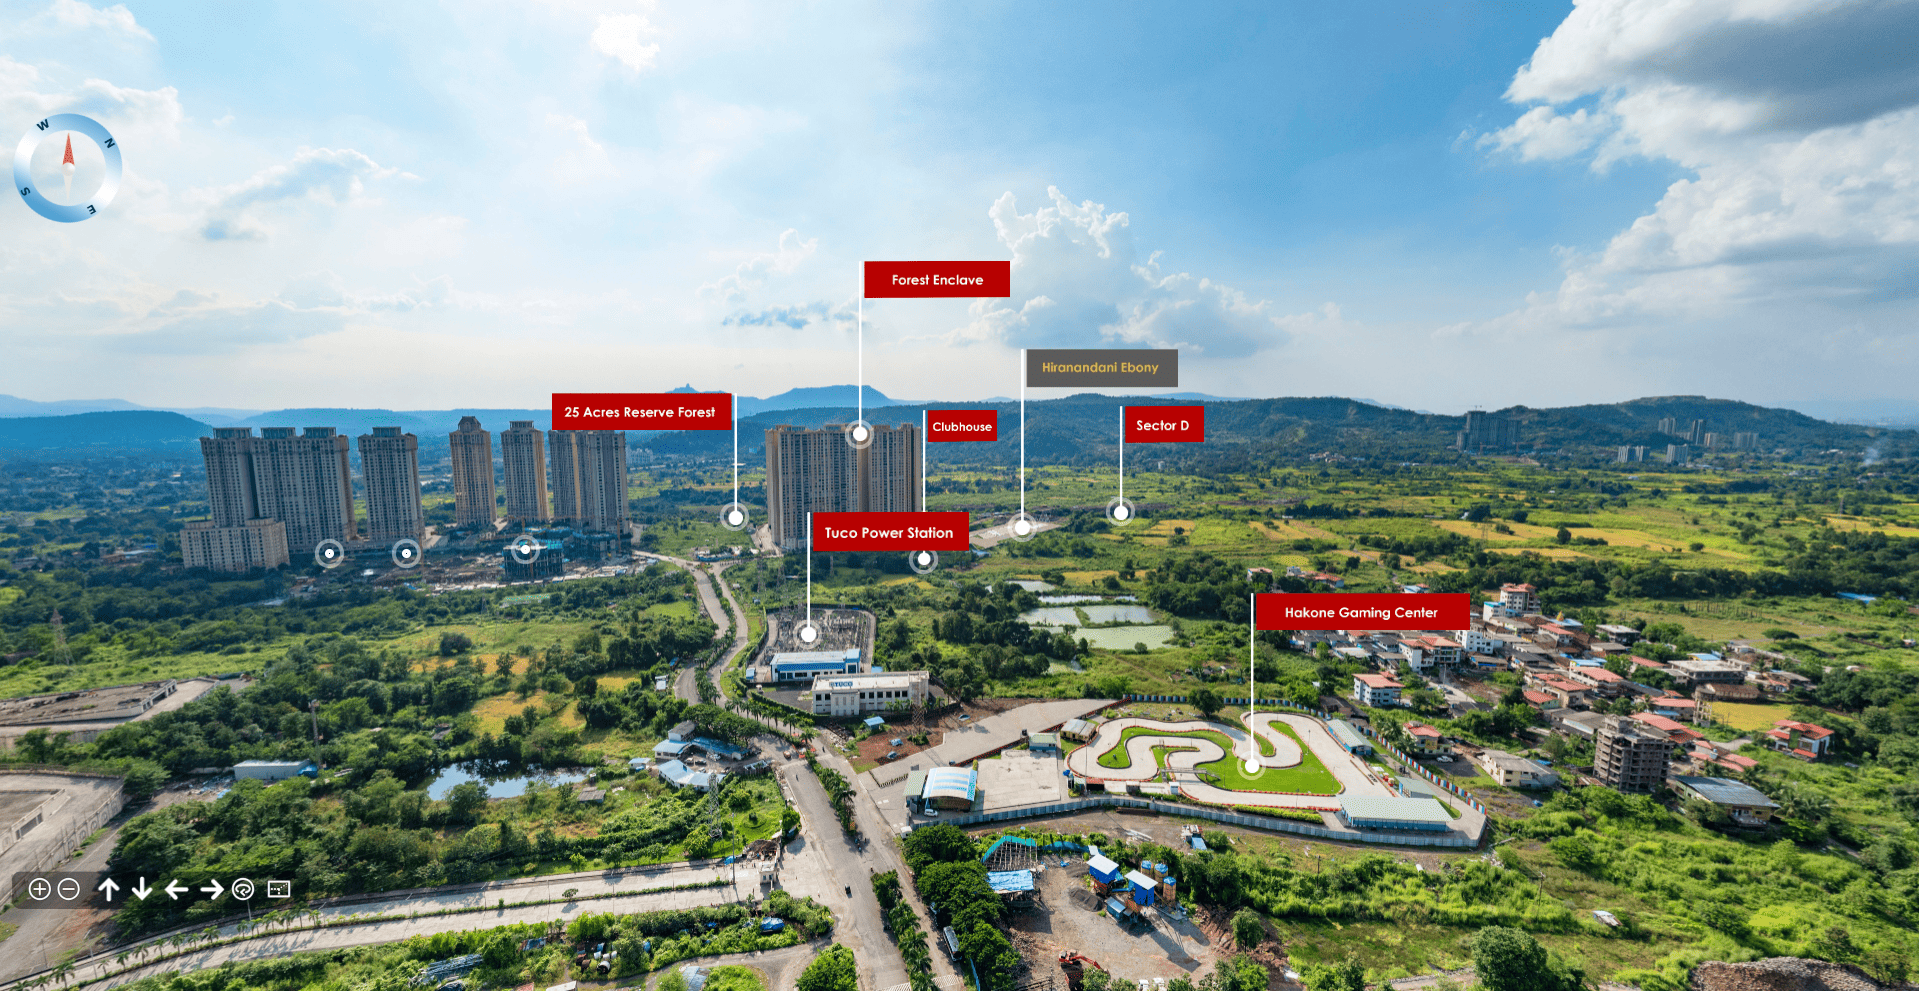 W
N
S
E
Forest Enclave
Hiranandani Ebony
25 Acres Reserve Forest
Clubhouse
Sector D
Tuco Power Station
Hakone Gaming Center